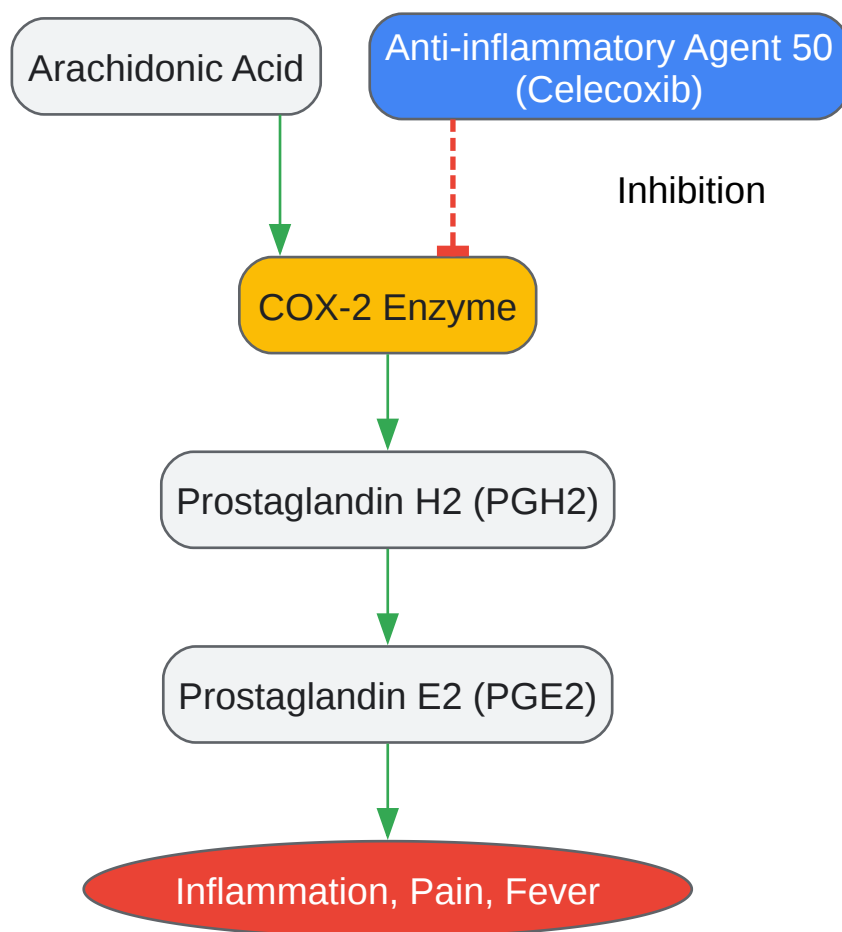 Arachidonic Acid
Anti-inflammatory Agent 50
(Celecoxib)
Inhibition
COX-2 Enzyme
Prostaglandin H2 (PGH2)
Prostaglandin E2 (PGE2)
Inflammation, Pain, Fever